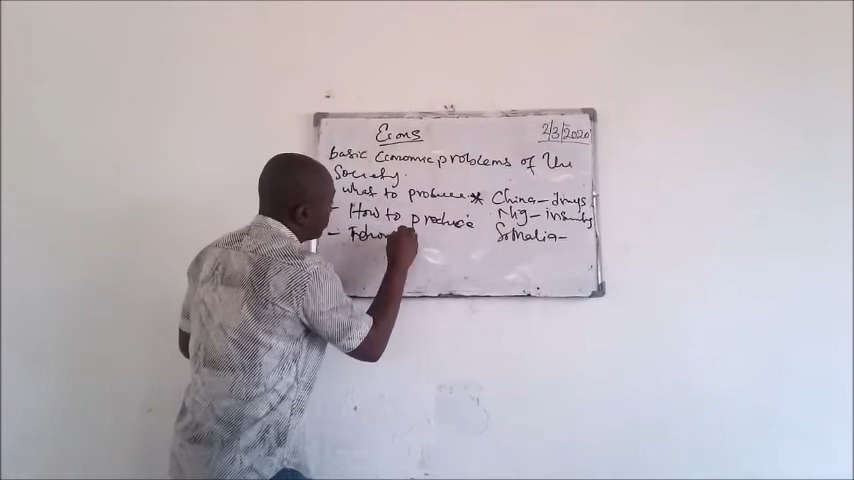 Econs 2/3/2020
basic Economic problems of the
Society.
what to produce * China - drugs
- How to produce Nig -
- Somalia -